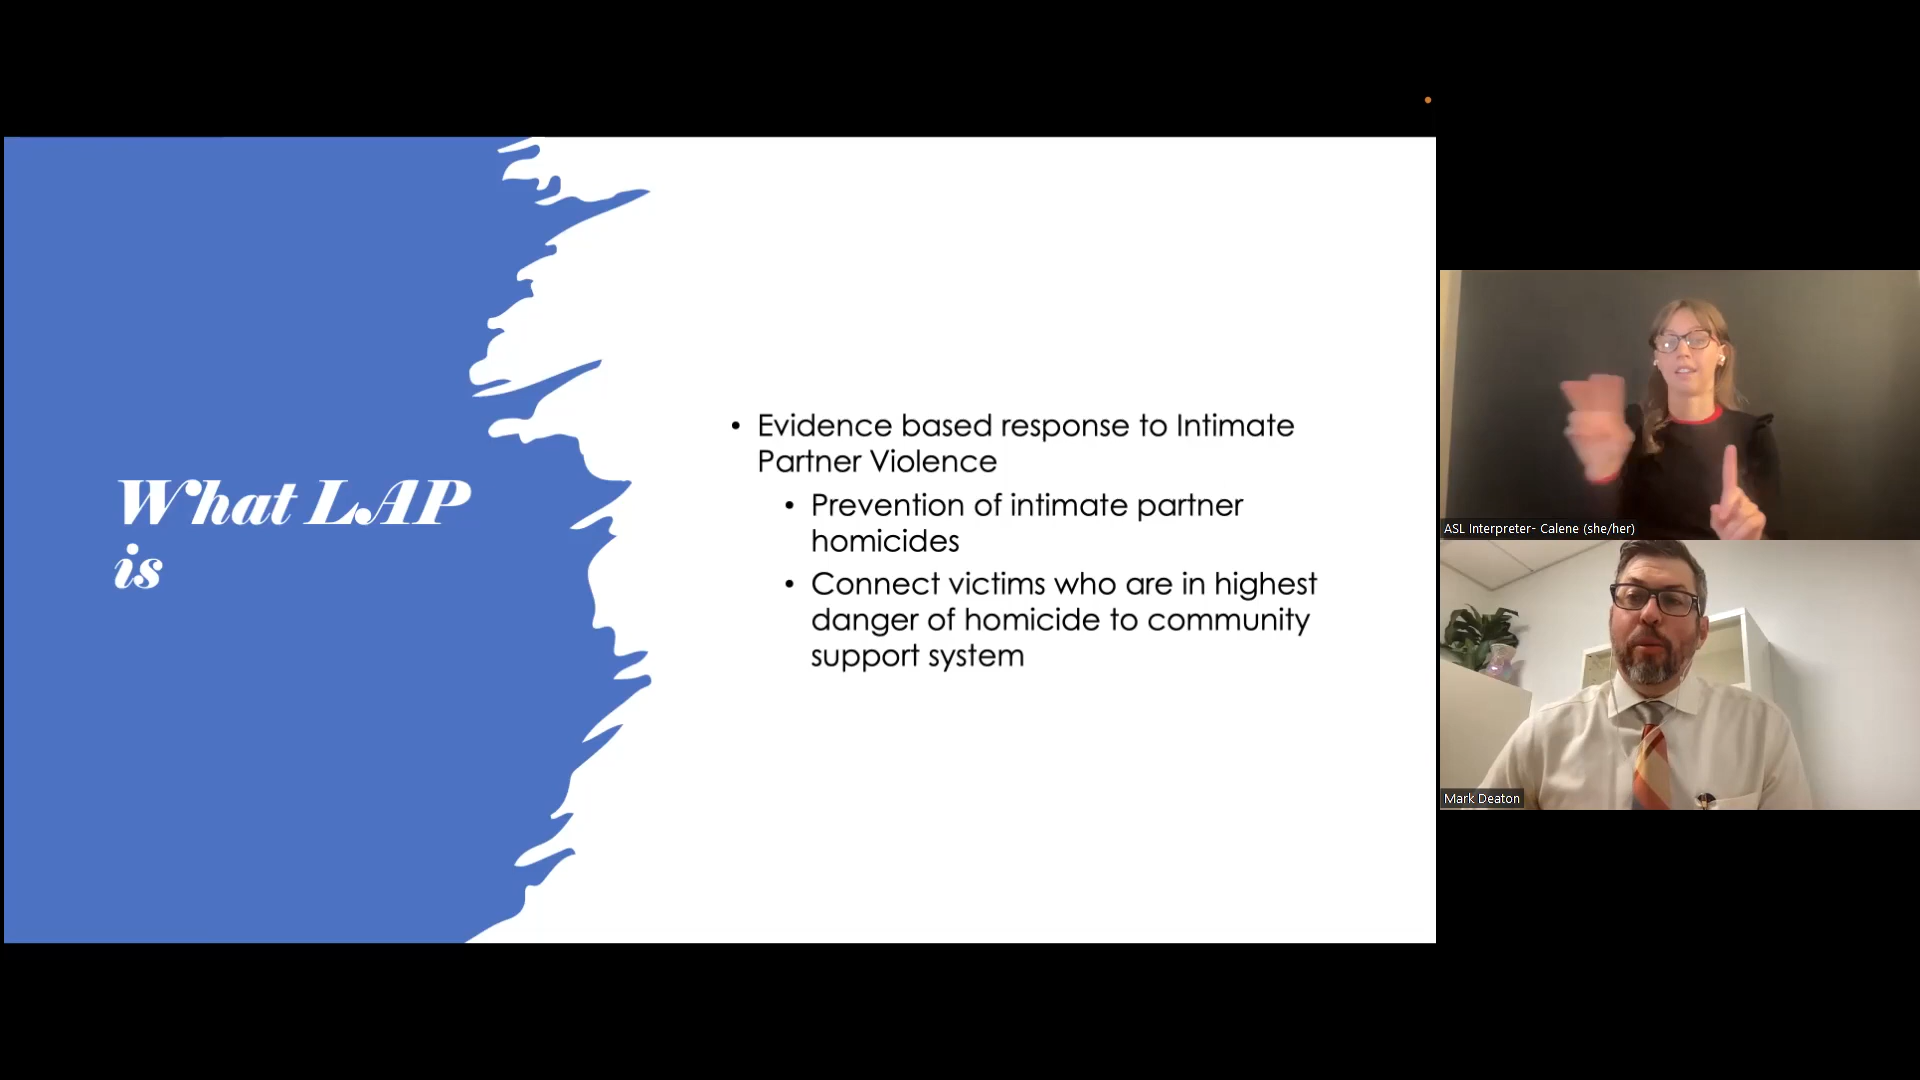 What LAP
is
• Evidence based response to Intimate
Partner Violence
• Prevention of intimate partner
homicides
• Connect victims who are in highest
danger of homicide to community
support system
ASL Interpreter- Calene (she/her)
Mark Deaton